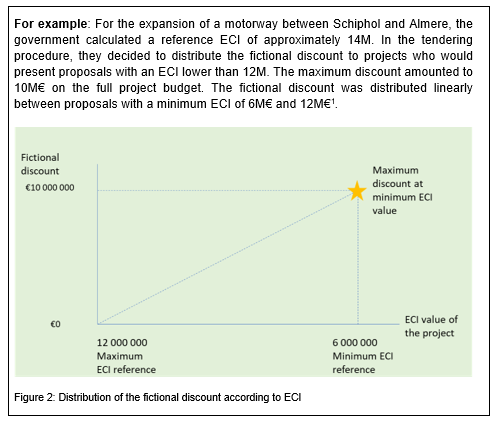 For example: For the expansion of a motorway between Schiphol and Almere, the
government calculated a reference ECI of approximately 14M. In the tendering
procedure, they decided to distribute the fictional discount to projects who would
present proposals with an ECI lower than 12M. The maximum discount amounted to
10M€ on the full project budget. The fictional discount was distributed linearly
between proposals with a minimum ECI of 6M€ and 12M€¹.
Fictional
discount
€10 000 000
Maximum
discount at
minimum ECI
value
€0
ECI value of
the project
12 000 000
Maximum
ECI reference
6 000 000
Minimum ECI
reference
Figure 2: Distribution of the fictional discount according to ECI